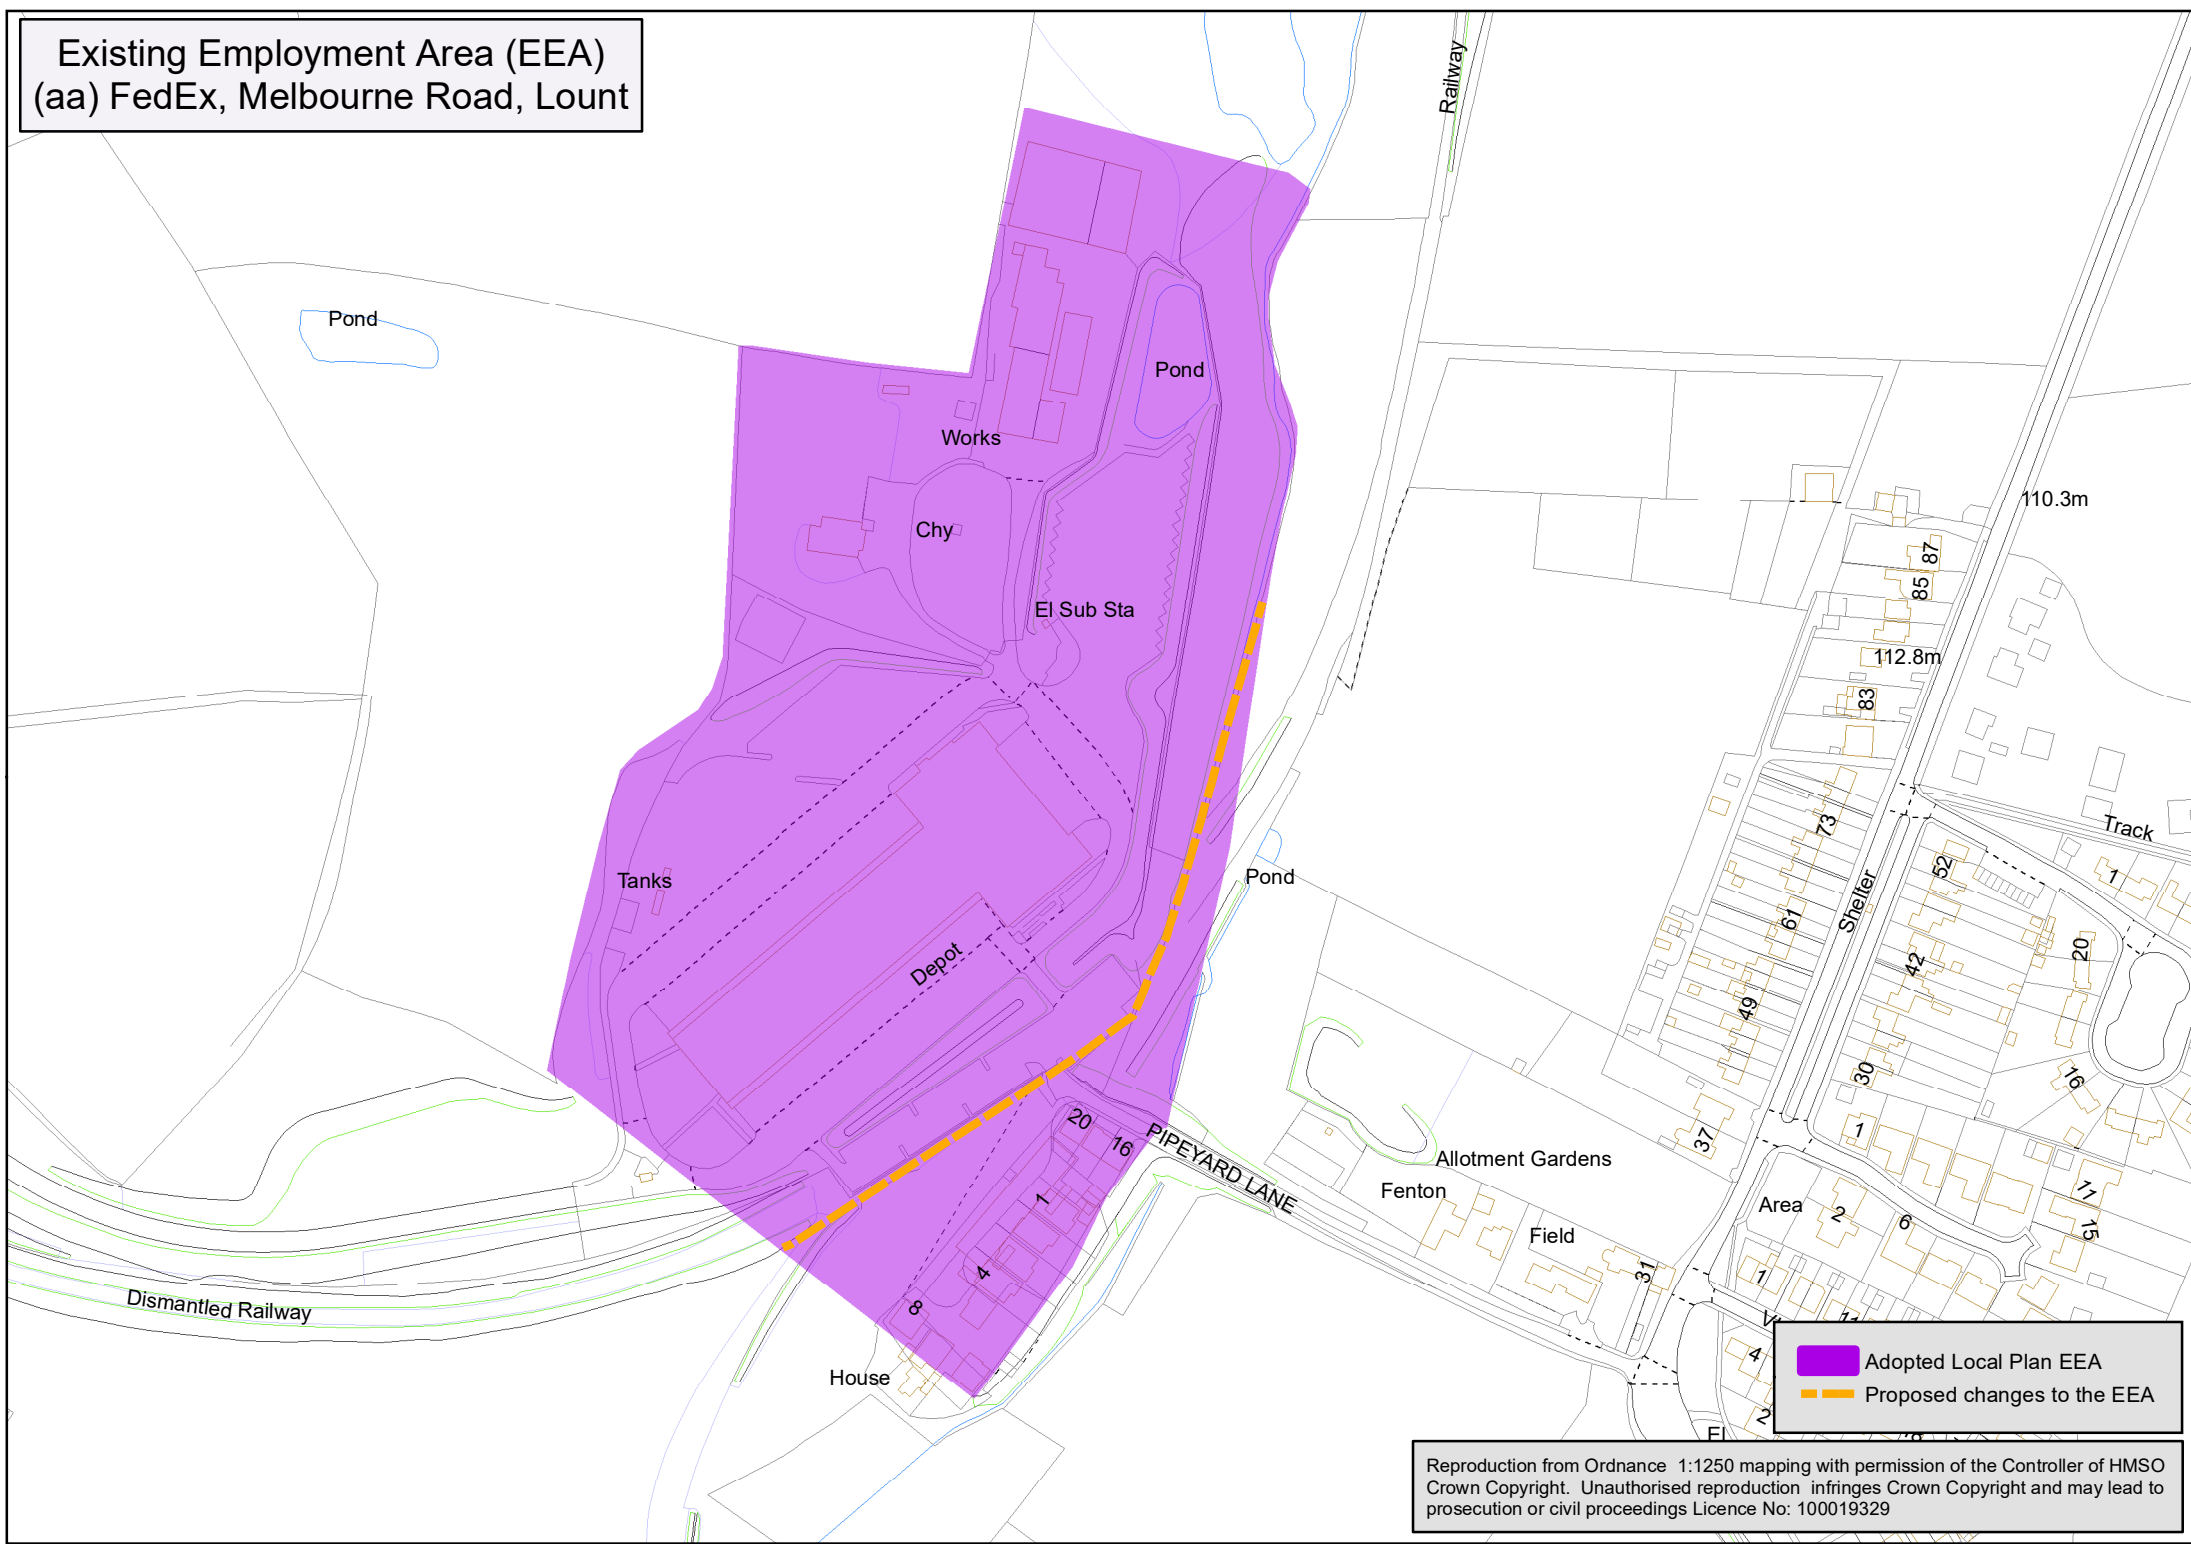 Existing Employment Area (EEA)
(aa) FedEx, Melbourne Road, Lount
Railway
Pond
Pond
Works
Chy
El Sub Sta
110.3m
87
85
112.8m
83
73
Track
Tanks
Pond
52
1
Shelter
61
20
42
Depot
49
30
16
20
16
PIPEYARD LANE
37
1
Allotment Gardens
Fenton
Field
Area
2
6
11
15
1
4
8
31
1
11
Dismantled Railway
House
4
2
El
Adopted Local Plan EEA
Proposed changes to the EEA
Reproduction from Ordnance 1:1250 mapping with permission of the Controller of HMSO
Crown Copyright. Unauthorised reproduction infringes Crown Copyright and may lead to
prosecution or civil proceedings Licence No: 100019329